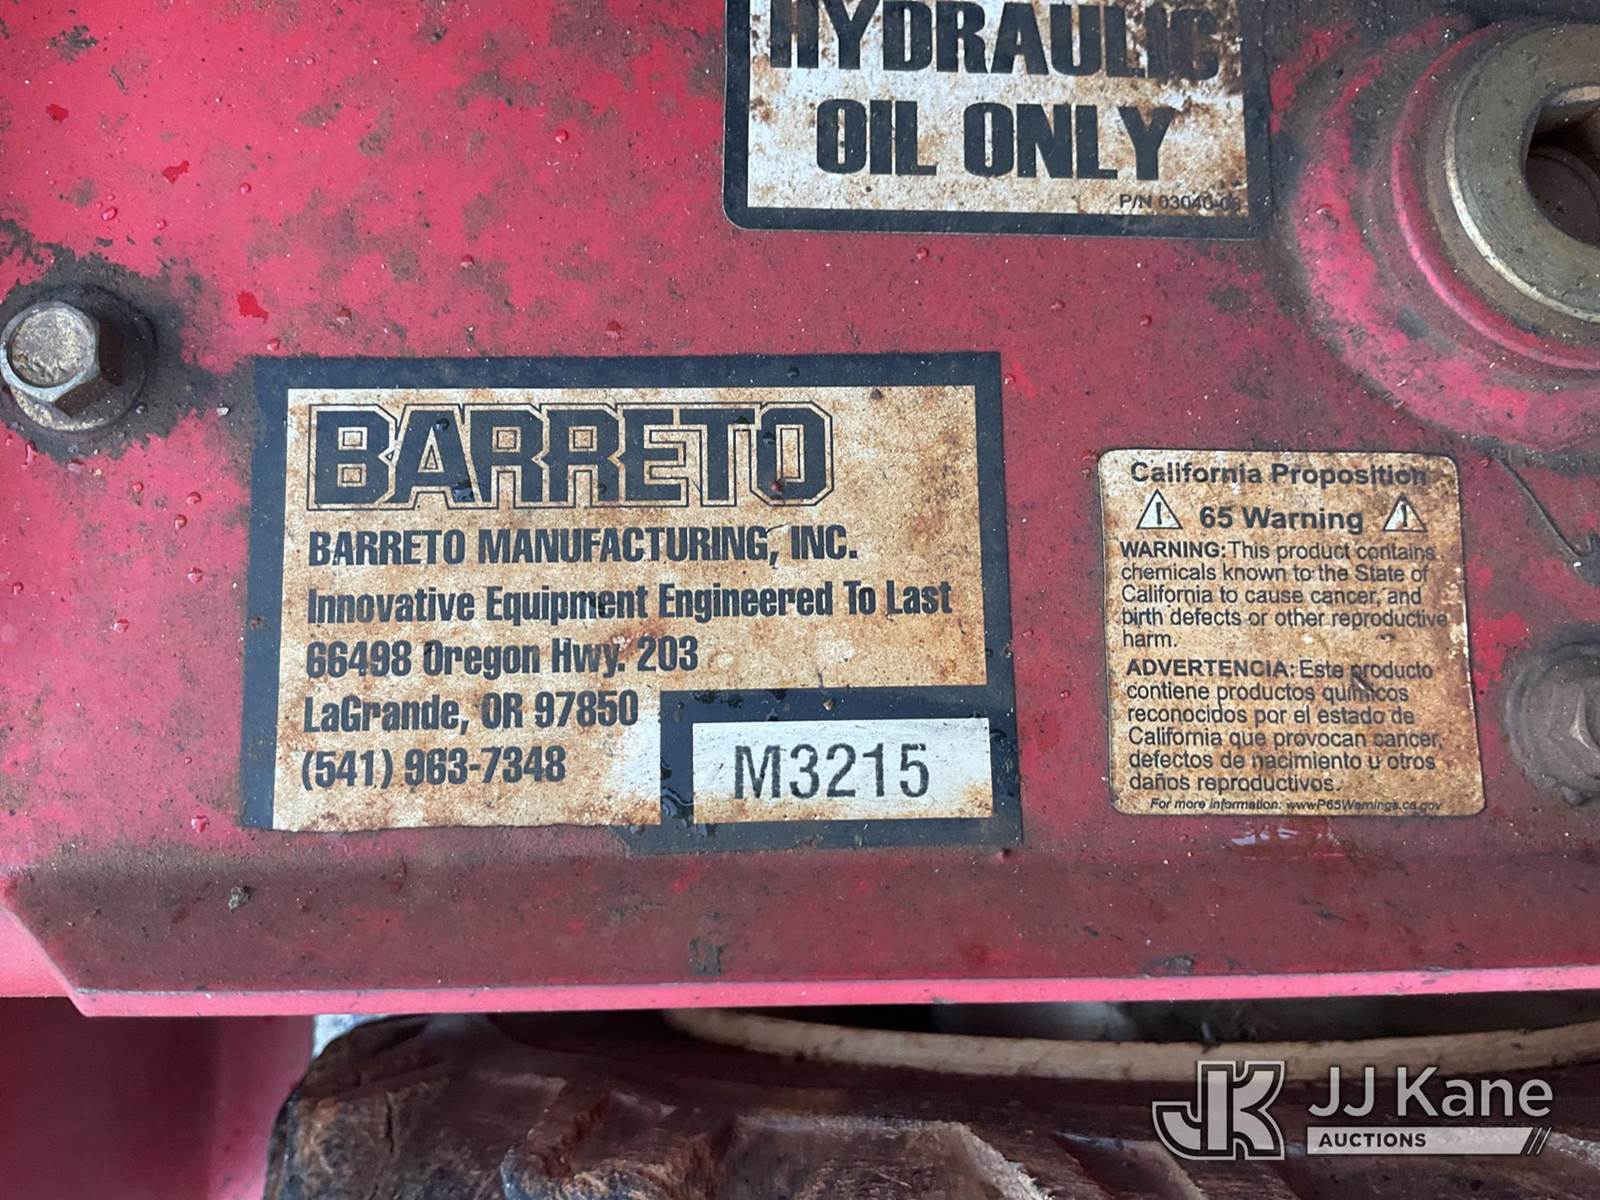 HYDRAULIC
OIL ONLY
P/N 03040-03
BARRETO
BARRETO MANUFACTURING, INC.
Innovative Equipment Engineered To Last
66498 Oregon Hwy. 203
LaGrande, OR 97850
(541) 963-7348
M3215
California Proposition
65 Warning
WARNING: This product contains
chemicals known to the State of
California to cause cancer, and
birth defects or other reproductive
harm.
ADVERTENCIA: Este producto
contiene productos químicos
reconocidos por el estado de
California que provocan cancer,
defectos de nacimiento u otros
daños reproductivos.
For more information: www.P65Warnings.ca.gov
JK JJ Kane
AUCTIONS